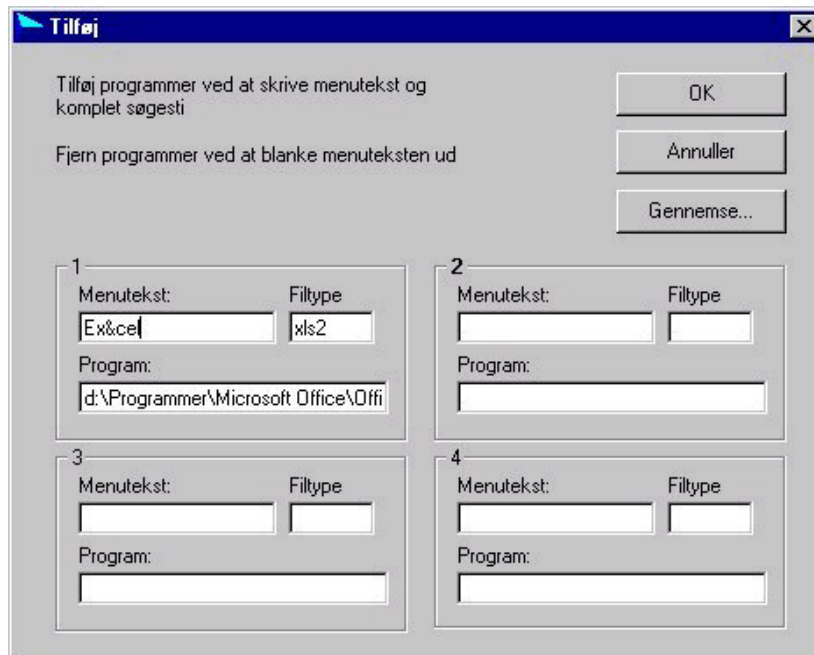 Tilføj
Tilføj programmer ved at skrive menutekst og
komplet søgesti
Fjern programmer ved at blanke menuteksten ud
OK
Annuller
Gennemse...
1
Menutekst:
Filtype
Ex&cel
xls2
Program:
d:\Programmer\Microsoft Office\Offi
2
Menutekst:
Filtype
Program:
3
Menutekst:
Filtype
Program:
4
Menutekst:
Filtype
Program: